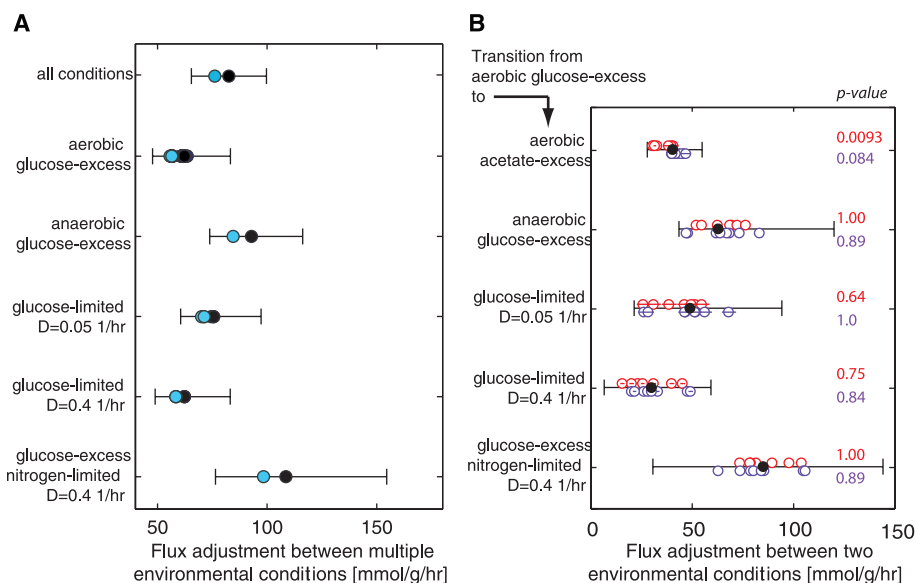 A
all conditions
aerobic
glucose-excess
anaerobic
glucose-excess
glucose-limited
D=0.05 1/hr
glucose-limited
D=0.4 1/hr
glucose-excess
nitrogen-limited
D=0.4 1/hr
50
100
150
Flux adjustment between multiple
environmental conditions [mmol/g/hr]
B
Transition from
aerobic glucose-excess
to
p-value
aerobic
acetate-excess
0.0093
0.084
anaerobic
glucose-excess
1.00
0.89
glucose-limited
D=0.05 1/hr
0.64
1.0
glucose-limited
D=0.4 1/hr
0.75
0.84
glucose-excess
nitrogen-limited
D=0.4 1/hr
1.00
0.89
0
50
100
150
Flux adjustment between two
environmental conditions [mmol/g/hr]